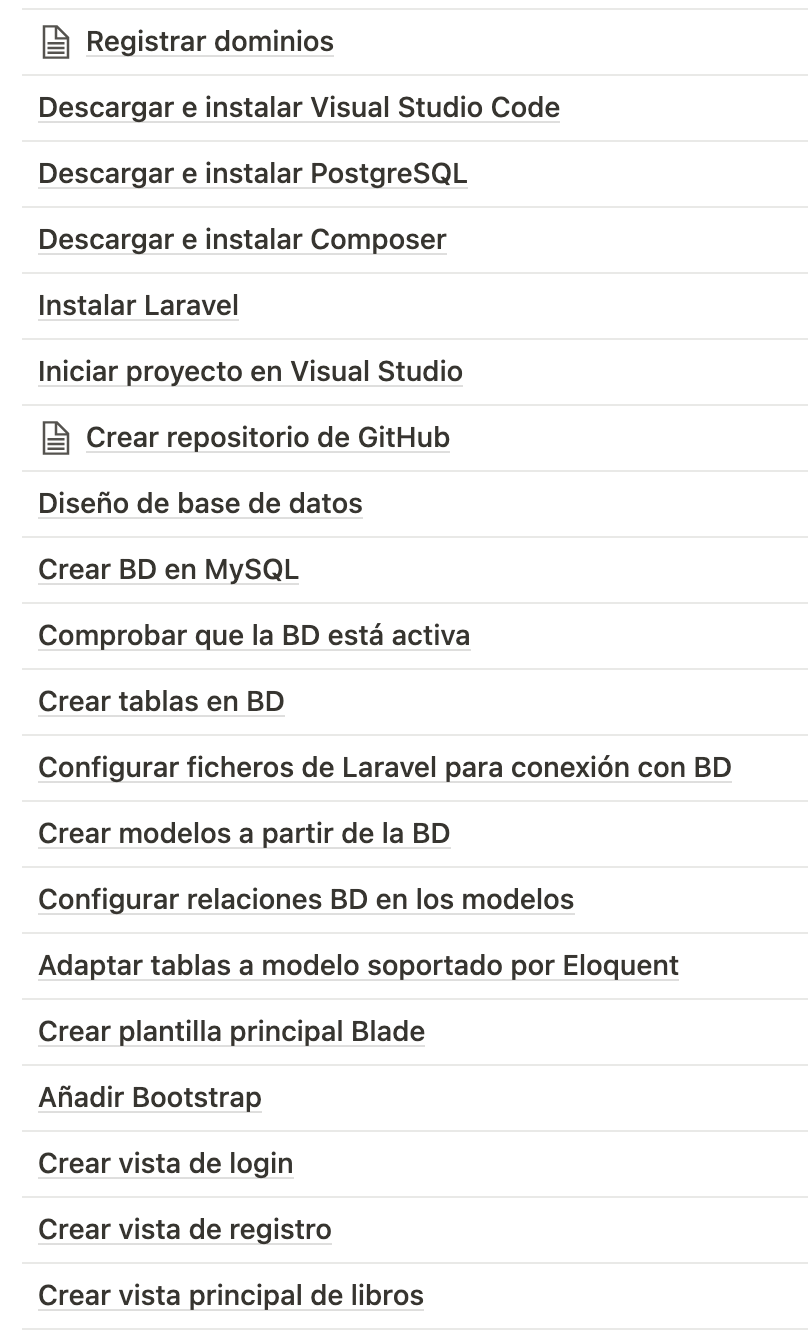 Registrar dominios
Descargar e instalar Visual Studio Code
Descargar e instalar PostgreSQL
Descargar e instalar Composer
Instalar Laravel
Iniciar proyecto en Visual Studio
Crear repositorio de GitHub
Diseño de base de datos
Crear BD en MySQL
Comprobar que la BD está activa
Crear tablas en BD
Configurar ficheros de Laravel para conexión con BD
Crear modelos a partir de la BD
Configurar relaciones BD en los modelos
Adaptar tablas a modelo soportado por Eloquent
Crear plantilla principal Blade
Añadir Bootstrap
Crear vista de login
Crear vista de registro
Crear vista principal de libros